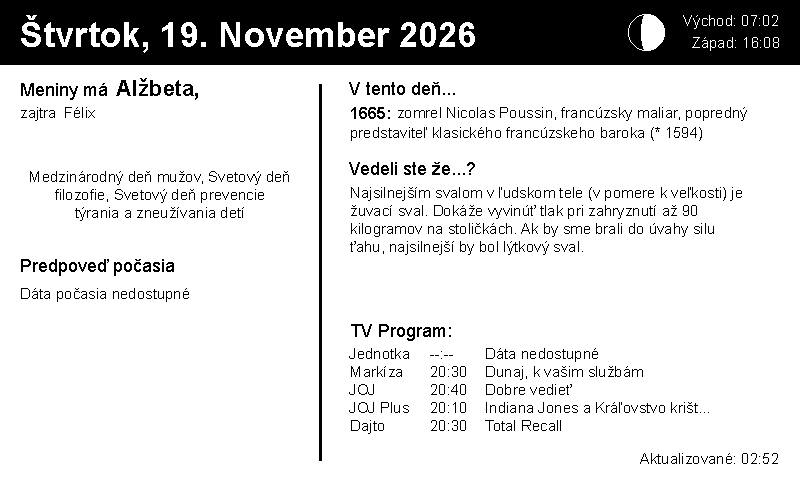 Štvrtok, 19. November 2026
Východ: 07:02
Západ: 16:08
Meniny má Alžbeta,
zajtra Félix
Medzinárodný deň mužov, Svetový deň
filozofie, Svetový deň prevencie
týrania a zneužívania detí
Predpoveď počasia
Dáta počasia nedostupné
V tento deň...
1665: zomrel Nicolas Poussin, francúzsky maliar, popredný
predstaviteľ klasického francúzskeho baroka (* 1594)
Vedeli ste že...?
Najsilnejším svalom v ľudskom tele (v pomere k veľkosti) je
žuvací sval. Dokáže vyvinúť tlak pri zahryznutí až 90
kilogramov na stoličkách. Ak by sme brali do úvahy silu
ťahu, najsilnejší by bol lýtkový sval.
TV Program:
Jednotka --:-- Dáta nedostupné
Markíza 20:30 Dunaj, k vašim službám
JOJ 20:40 Dobre vedieť
JOJ Plus 20:10 Indiana Jones a Kráľovstvo krišt...
Dajto 20:30 Total Recall
Aktualizované: 02:52